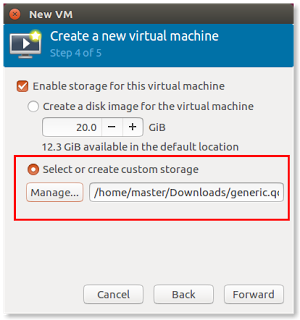 New VM
Create a new virtual machine
Step 4 of 5
Enable storage for this virtual machine
Create a disk image for the virtual machine
20.0 − + GiB
12.3 GiB available in the default location
Select or create custom storage
Manage... /home/master/Downloads/generic.qc
Cancel Back Forward